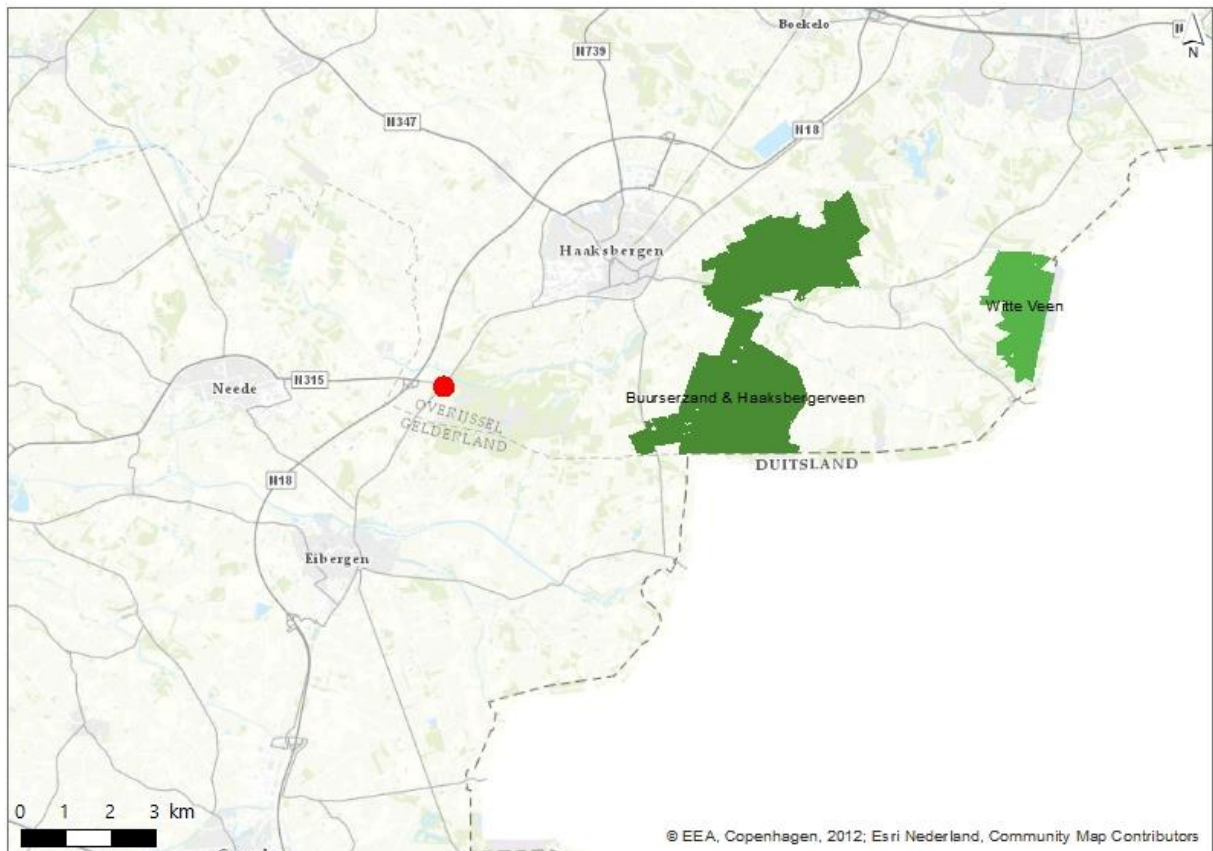 Boekelo
N
N739
N
N347
N18
Haaksbergen
Witte Veen
Neede
N315
Buurserzand & Haaksbergerveen
OVERIJSSEL
GELDERLAND
DUITSLAND
N18
Eibergen
0 1 2 3 km
© EEA, Copenhagen, 2012; Esri Nederland, Community Map Contributors